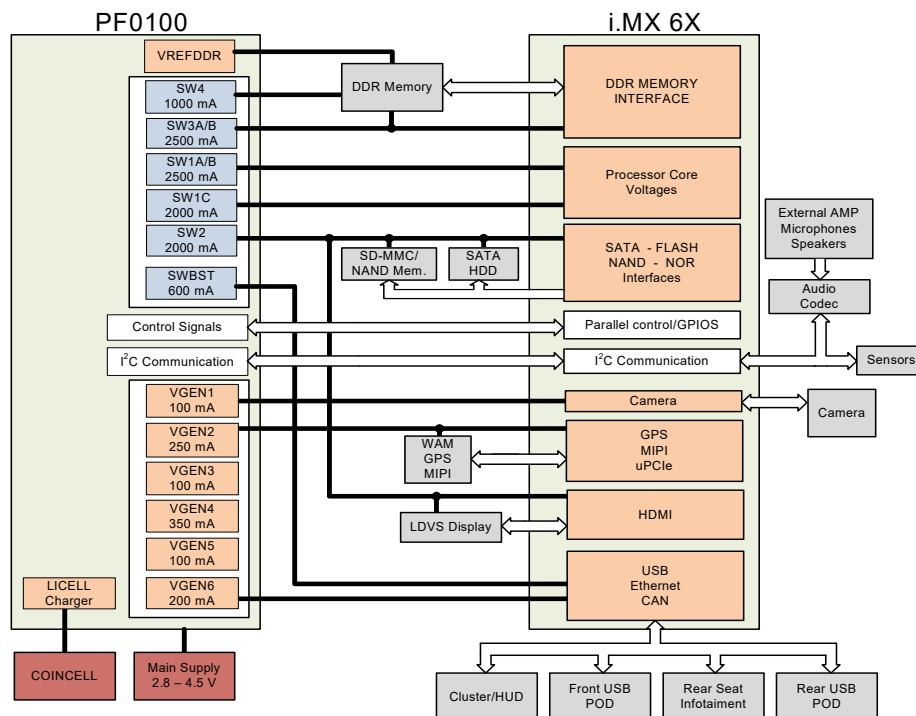 PF0100
i.MX 6X
VREFDDR
SW4
1000 mA
SW3A/B
2500 mA
SW1A/B
2500 mA
SW1C
2000 mA
SW2
2000 mA
SWBST
600 mA
Control Signals
I²C Communication
VGEN1
100 mA
VGEN2
250 mA
VGEN3
100 mA
VGEN4
350 mA
VGEN5
100 mA
VGEN6
200 mA
LICELL
Charger
COINCELL
Main Supply
2.8 – 4.5 V
DDR Memory
SD-MMC/
NAND Mem.
SATA
HDD
WAM
GPS
MIPI
LDVS Display
DDR MEMORY
INTERFACE
Processor Core
Voltages
SATA - FLASH
NAND - NOR
Interfaces
Parallel control/GPIOS
I²C Communication
Camera
GPS
MIPI
uPCIe
HDMI
USB
Ethernet
CAN
External AMP
Microphones
Speakers
Audio
Codec
Sensors
Camera
Cluster/HUD
Front USB
POD
Rear Seat
Infotaiment
Rear USB
POD